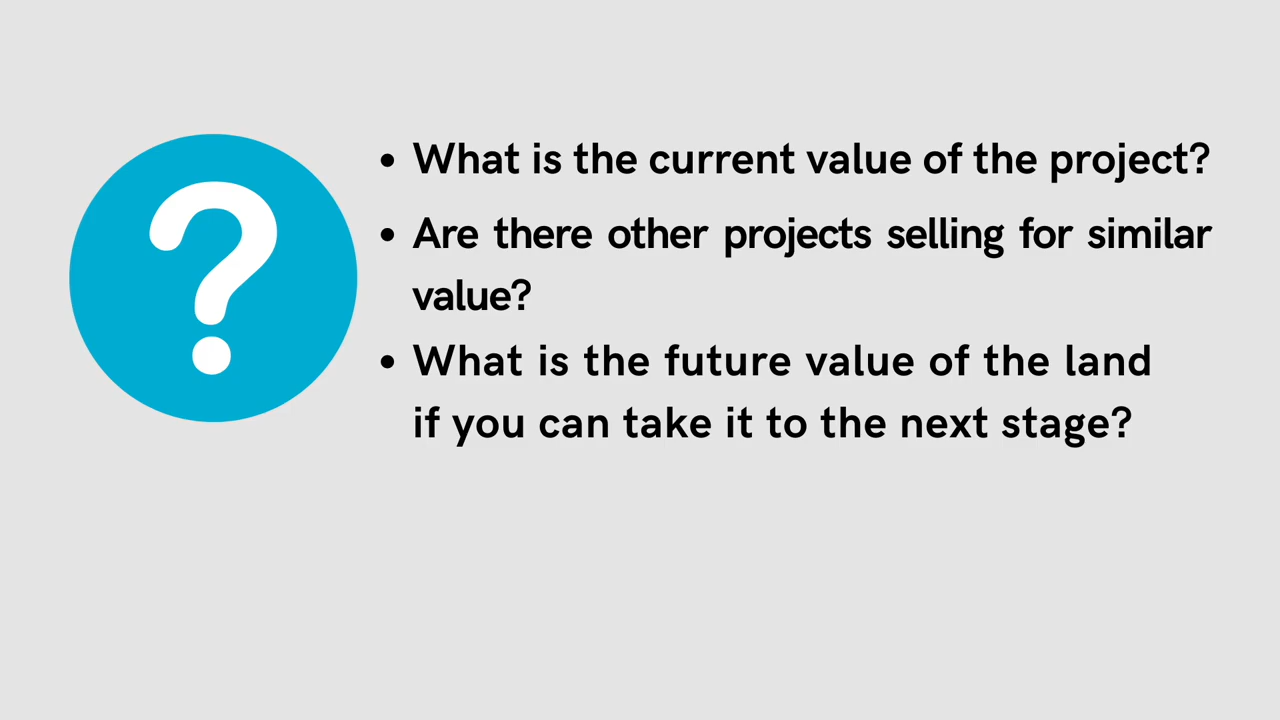 • What is the current value of the project?
• Are there other projects selling for similar
value?
• What is the future value of the land
if you can take it to the next stage?